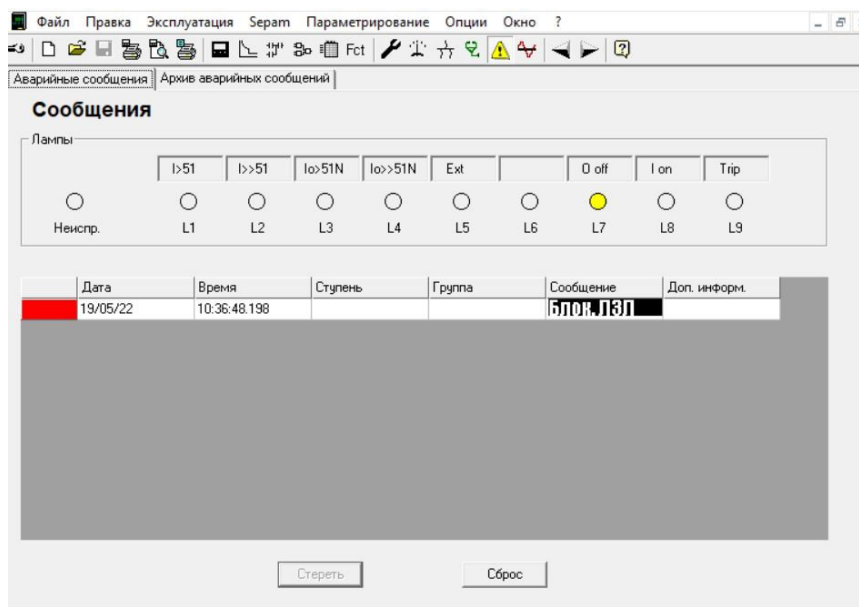 Файл Правка Эксплуатация Sepam Параметрирование Опции Окно ?
Fct
Аварийные сообщения Архив аварийных сообщений
Сообщения
Лампы
I>51 I>>51 Io>51N Io>>51N Ext 0 off I on Trip
Неиспр. L1 L2 L3 L4 L5 L6 L7 L8 L9
Дата Время Ступень Группа Сообщение Доп. информ.
19/05/22 10:36:48.198 Блок.ЛЗЛ
Стереть Сброс